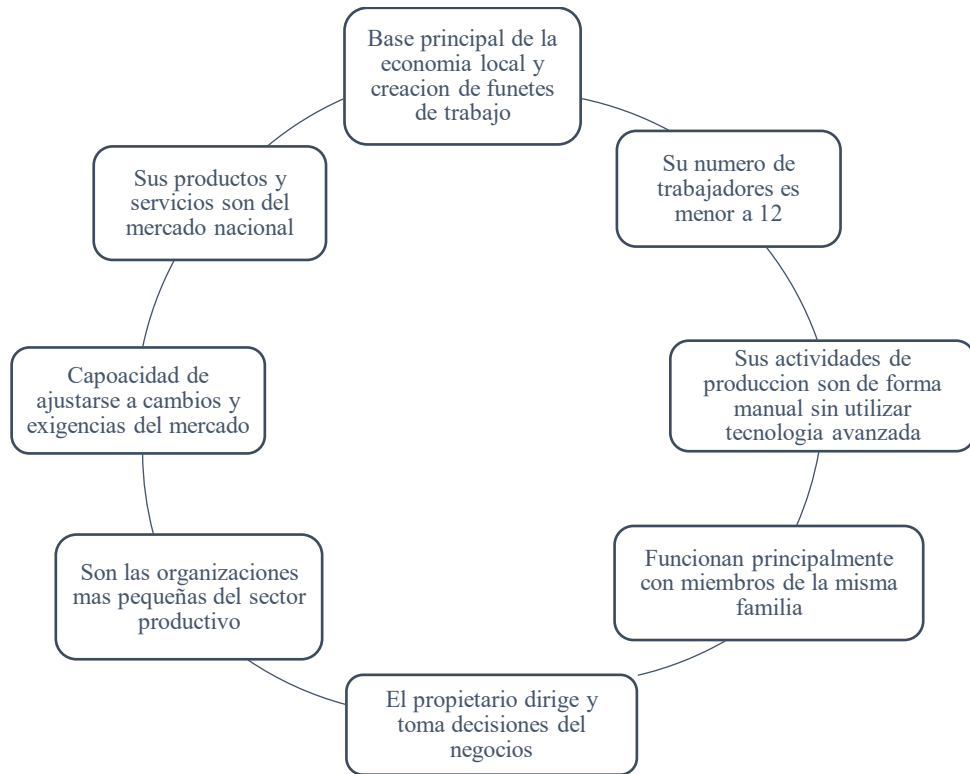 Base principal de la
economia local y
creacion de funetes
de trabajo
Su numero de
trabajadores es
menor a 12
Sus actividades de
produccion son de forma
manual sin utilizar
tecnologia avanzada
Funcionan principalmente
con miembros de la misma
familia
El propietario dirige y
toma decisiones del
negocios
Son las organizaciones
mas pequeñas del sector
productivo
Capoacidad de
ajustarse a cambios y
exigencias del mercado
Sus productos y
servicios son del
mercado nacional